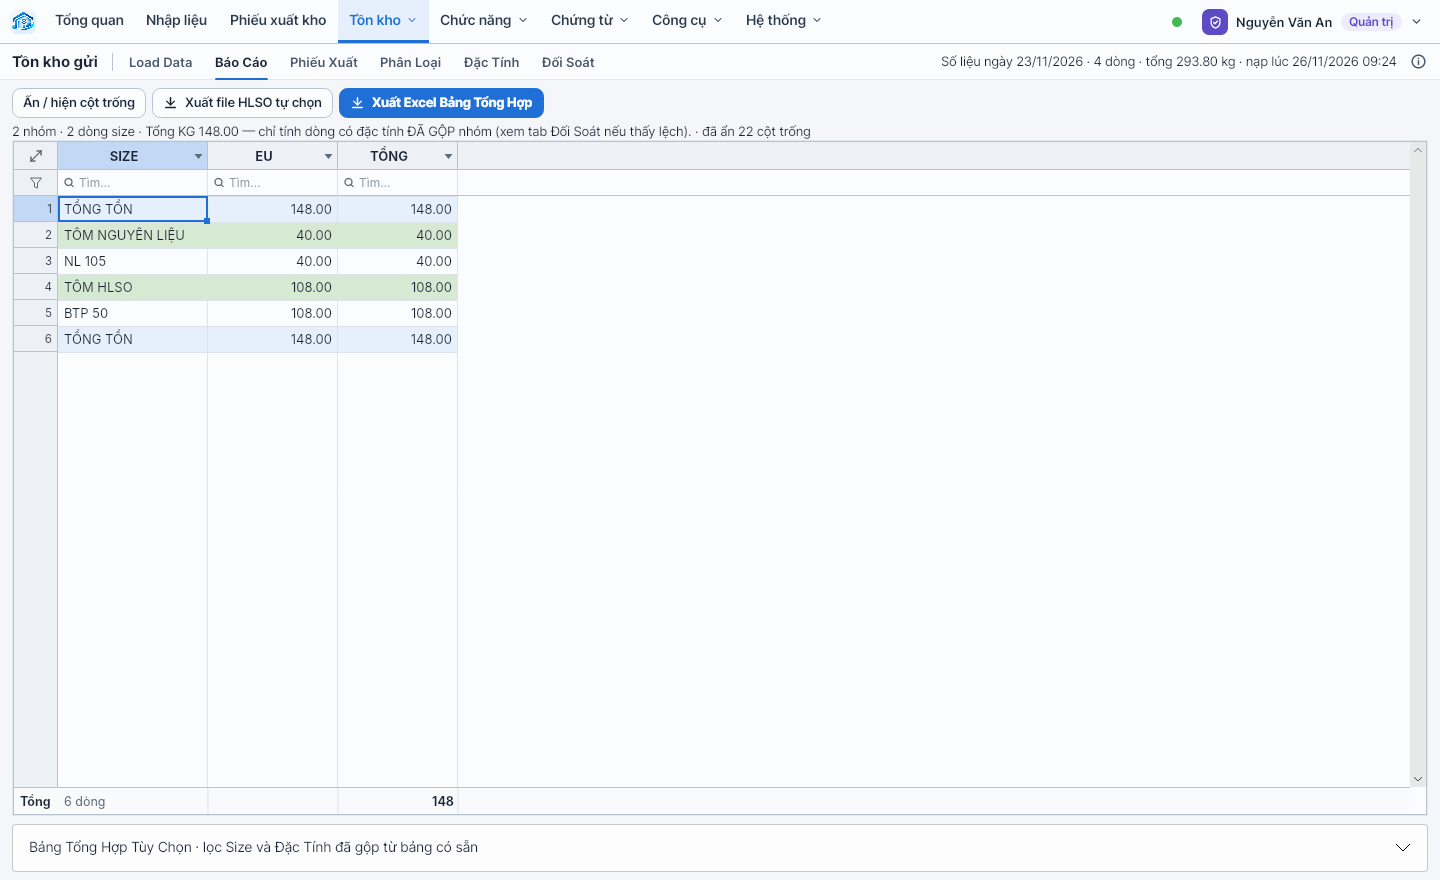 Tổng quan Nhập liệu Phiếu xuất kho Tồn kho Chức năng Chứng từ Công cụ Hệ thống Nguyễn Văn An Quản trị
Tồn kho gửi Load Data Báo Cáo Phiếu Xuất Phân Loại Đặc Tính Đối Soát Số liệu ngày 23/11/2026 · 4 dòng · tổng 293.80 kg · nạp lúc 26/11/2026 09:24
Ẩn / hiện cột trống Xuất file HLSO tự chọn Xuất Excel Bảng Tổng Hợp
2 nhóm · 2 dòng size · Tổng KG 148.00 — chỉ tính dòng có đặc tính ĐÃ GỘP nhóm (xem tab Đối Soát nếu thấy lệch). · đã ẩn 22 cột trống
SIZE EU TỔNG
Tìm... Tìm... Tìm...
1 TỔNG TỒN 148.00 148.00
2 TÔM NGUYÊN LIỆU 40.00 40.00
3 NL 105 40.00 40.00
4 TÔM HLSO 108.00 108.00
5 BTP 50 108.00 108.00
6 TỔNG TỒN 148.00 148.00
Tổng 6 dòng 148
Bảng Tổng Hợp Tùy Chọn · lọc Size và Đặc Tính đã gộp từ bảng có sẵn